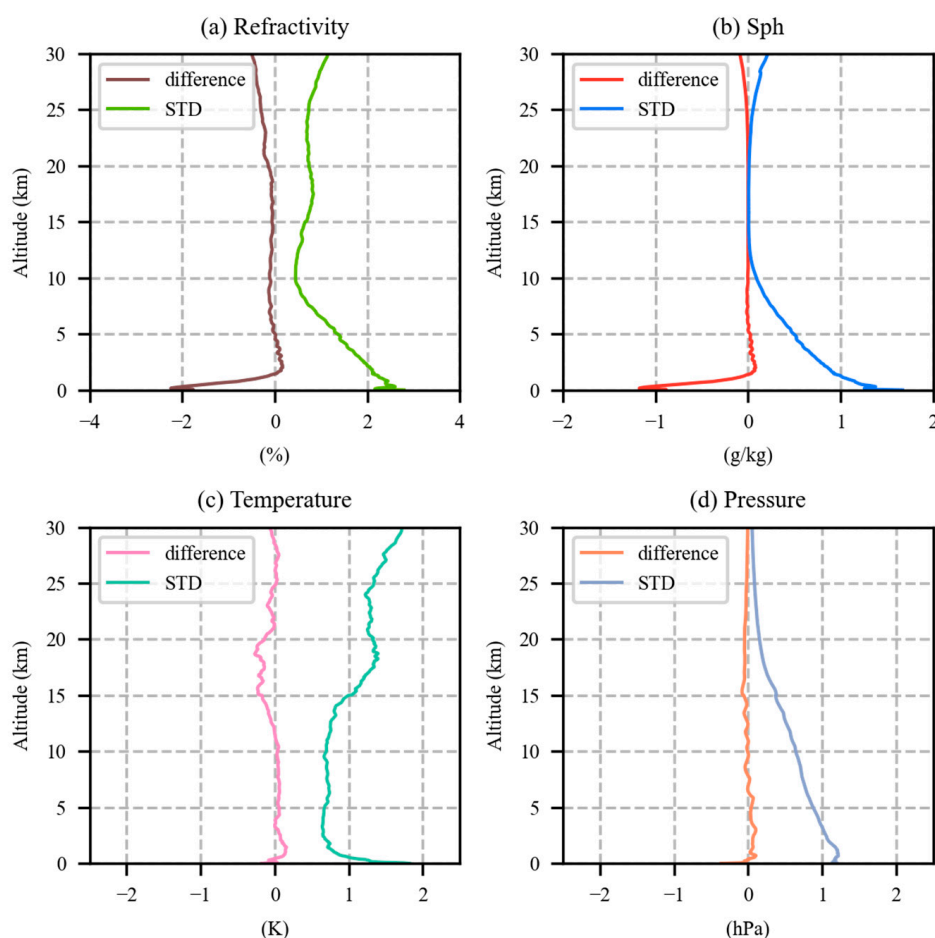 (a) Refractivity
30
25
20
15
10
5
0
Altitude (km)
difference
STD
−4 −2 0 2 4
(%)
(b) Sph
30
25
20
15
10
5
0
Altitude (km)
difference
STD
−2 −1 0 1 2
(g/kg)
(c) Temperature
30
25
20
15
10
5
0
Altitude (km)
difference
STD
−2 −1 0 1 2
(K)
(d) Pressure
30
25
20
15
10
5
0
Altitude (km)
difference
STD
−2 −1 0 1 2
(hPa)